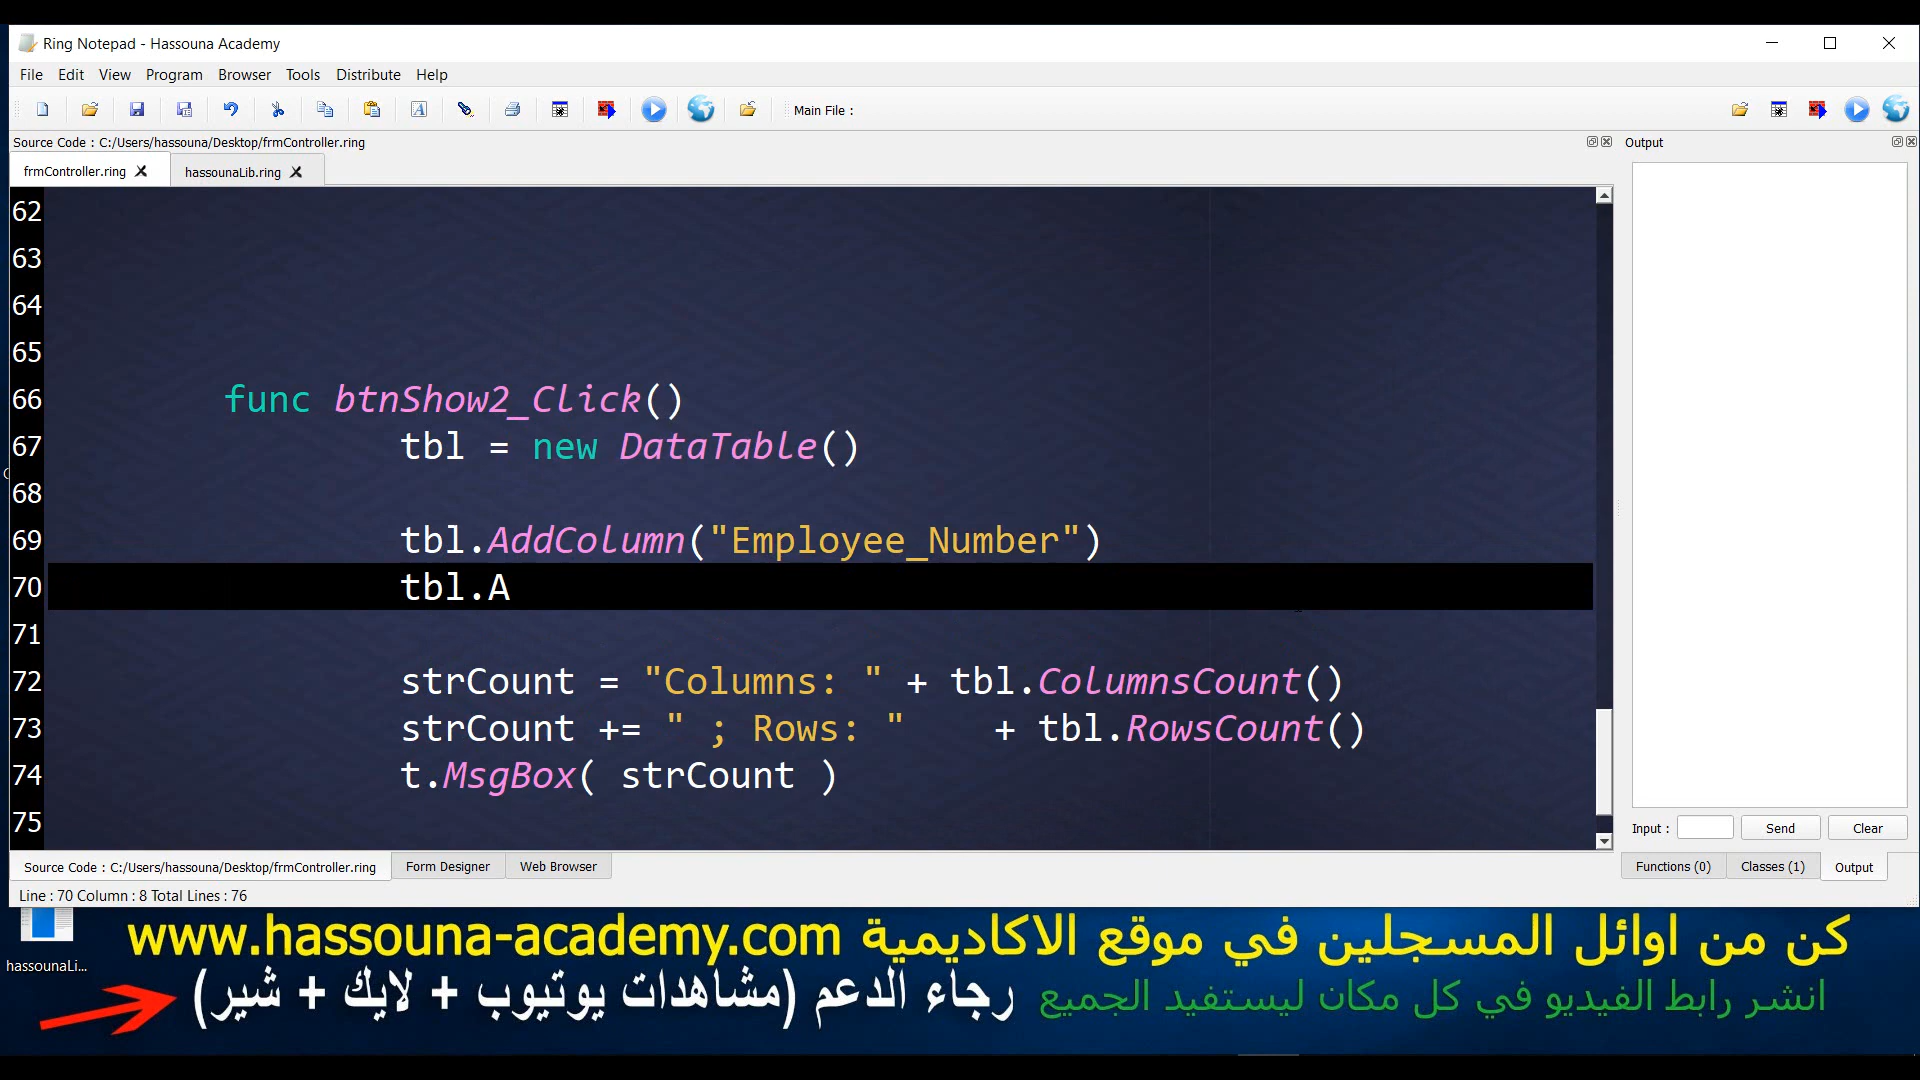 Ring Notepad - Hassouna Academy
File Edit View Program Browser Tools Distribute Help
Main File :
Source Code : C:/Users/hassouna/Desktop/frmController.ring
Output
frmController.ring
hassounaLib.ring
62
63
64
65
66 func btnShow2_Click()
67 tbl = new DataTable()
68
69 tbl.AddColumn("Employee_Number")
70 tbl.A
71
72 strCount = "Columns: " + tbl.ColumnsCount()
73 strCount += " ; Rows: " + tbl.RowsCount()
74 t.MsgBox( strCount )
75
Input : Send Clear
Source Code : C:/Users/hassouna/Desktop/frmController.ring Form Designer Web Browser
Functions (0) Classes (1) Output
Line : 70 Column : 8 Total Lines : 76
hassounaLi...
كن من اوائل المسجلين في موقع الاكاديمية www.hassouna-academy.com
انشر رابط الفيديو في كل مكان ليستفيد الجميع رجاء الدعم (مشاهدات يوتيوب + لايك + شير)